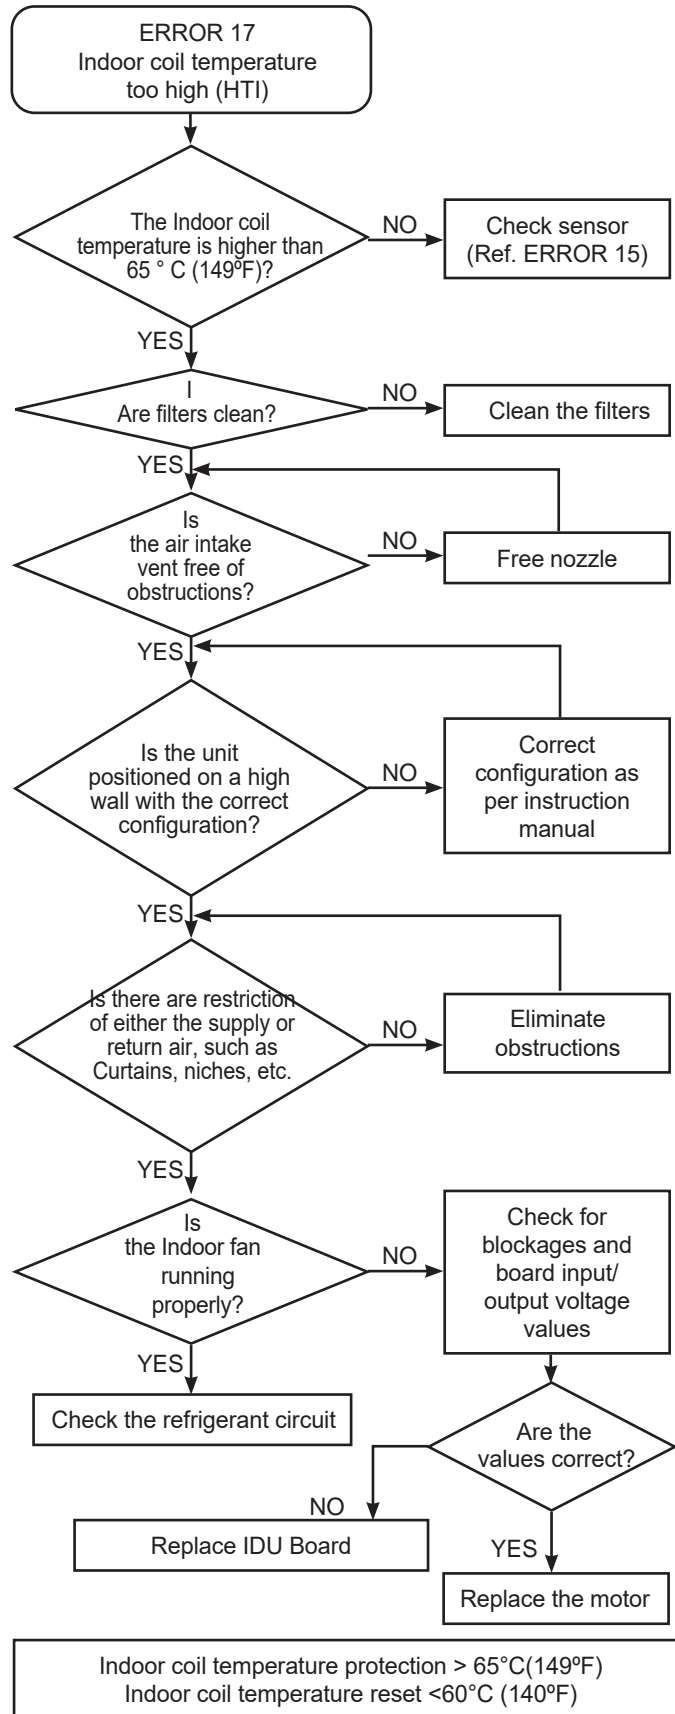 ERROR 17
Indoor coil temperature
too high (HTI)
The Indoor coil
temperature is higher than
65 ° C (149ºF)?
NO
Check sensor
(Ref. ERROR 15)
YES
I
Are filters clean?
NO
Clean the filters
YES
Is
the air intake
vent free of
obstructions?
NO
Free nozzle
YES
Is the unit
positioned on a high
wall with the correct
configuration?
NO
Correct
configuration as
per instruction
manual
YES
Is there are restriction
of either the supply or
return air, such as
Curtains, niches, etc.
NO
Eliminate
obstructions
YES
Is
the Indoor fan
running
properly?
NO
Check for
blockages and
board input/
output voltage
values
YES
Check the refrigerant circuit
Are the
values correct?
NO
Replace IDU Board
YES
Replace the motor
Indoor coil temperature protection > 65°C(149ºF)
Indoor coil temperature reset <60°C (140ºF)